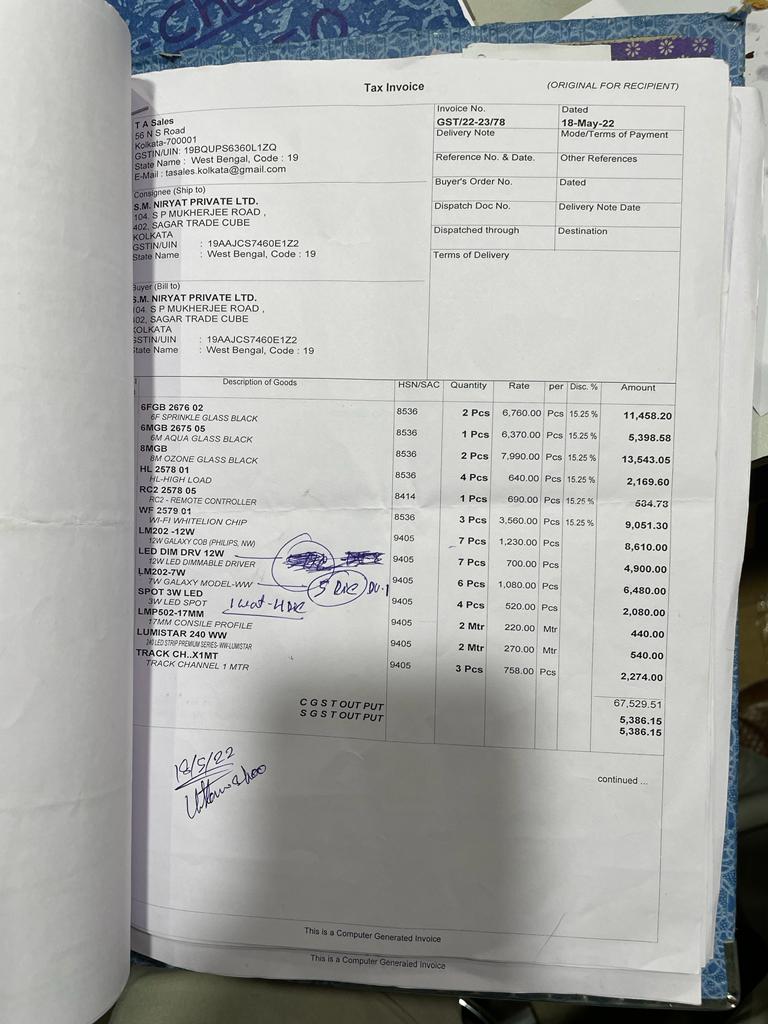 Tax Invoice
(ORIGINAL FOR RECIPIENT)
T A Sales
56 N S Road
Kolkata-700001
GSTIN/UIN: 19BQUPS6360L1ZQ
State Name : West Bengal, Code : 19
E-Mail : tasales.kolkata@gmail.com
Invoice No. Dated
GST/22-23/78 18-May-22
Delivery Note Mode/Terms of Payment
Reference No. & Date. Other References
Buyer's Order No. Dated
Dispatch Doc No. Delivery Note Date
Dispatched through Destination
Terms of Delivery
Consignee (Ship to)
S.M. NIRYAT PRIVATE LTD.
104, S P MUKHERJEE ROAD ,
402, SAGAR TRADE CUBE
KOLKATA
GSTIN/UIN : 19AAJCS7460E1Z2
State Name : West Bengal, Code : 19
Buyer (Bill to)
S.M. NIRYAT PRIVATE LTD.
104, S P MUKHERJEE ROAD ,
402, SAGAR TRADE CUBE
KOLKATA
GSTIN/UIN : 19AAJCS7460E1Z2
State Name : West Bengal, Code : 19
Description of Goods HSN/SAC Quantity Rate per Disc. % Amount
6FGB 2676 02 8536 2 Pcs 6,760.00 Pcs 15.25 % 11,458.20
6F SPRINKLE GLASS BLACK
6MGB 2675 05 8536 1 Pcs 6,370.00 Pcs 15.25 % 5,398.58
6M AQUA GLASS BLACK
8MGB 8536 2 Pcs 7,990.00 Pcs 15.25 % 13,543.05
8M OZONE GLASS BLACK
HL 2578 01 8536 4 Pcs 640.00 Pcs 15.25 % 2,169.60
HL-HIGH LOAD
RC2 2578 05 8414 1 Pcs 690.00 Pcs 15.25 % 584.78
RC2 - REMOTE CONTROLLER
WF 2579 01 8536 3 Pcs 3,560.00 Pcs 15.25 % 9,051.30
WI-FI WHITELION CHIP
LM202 -12W 9405 7 Pcs 1,230.00 Pcs 8,610.00
12W GALAXY COB (PHILIPS, NW)
LED DIM DRV 12W 9405 7 Pcs 700.00 Pcs 4,900.00
12W LED DIMMABLE DRIVER
LM202-7W 9405 6 Pcs 1,080.00 Pcs 6,480.00
7W GALAXY MODEL-WW
SPOT 3W LED 9405 4 Pcs 520.00 Pcs 2,080.00
3W LED SPOT
LMP502-17MM 9405 2 Mtr 220.00 Mtr 440.00
17MM CONSILE PROFILE
LUMISTAR 240 WW 9405 2 Mtr 270.00 Mtr 540.00
240 LED STRIP PREMIUM SERIES- WW-LUMISTAR
TRACK CH..X1MT 9405 3 Pcs 758.00 Pcs 2,274.00
TRACK CHANNEL 1 MTR
67,529.51
C G S T OUT PUT 5,386.15
S G S T OUT PUT 5,386.15
18/5/22
continued ...
This is a Computer Generated Invoice
This is a Computer Generated Invoice